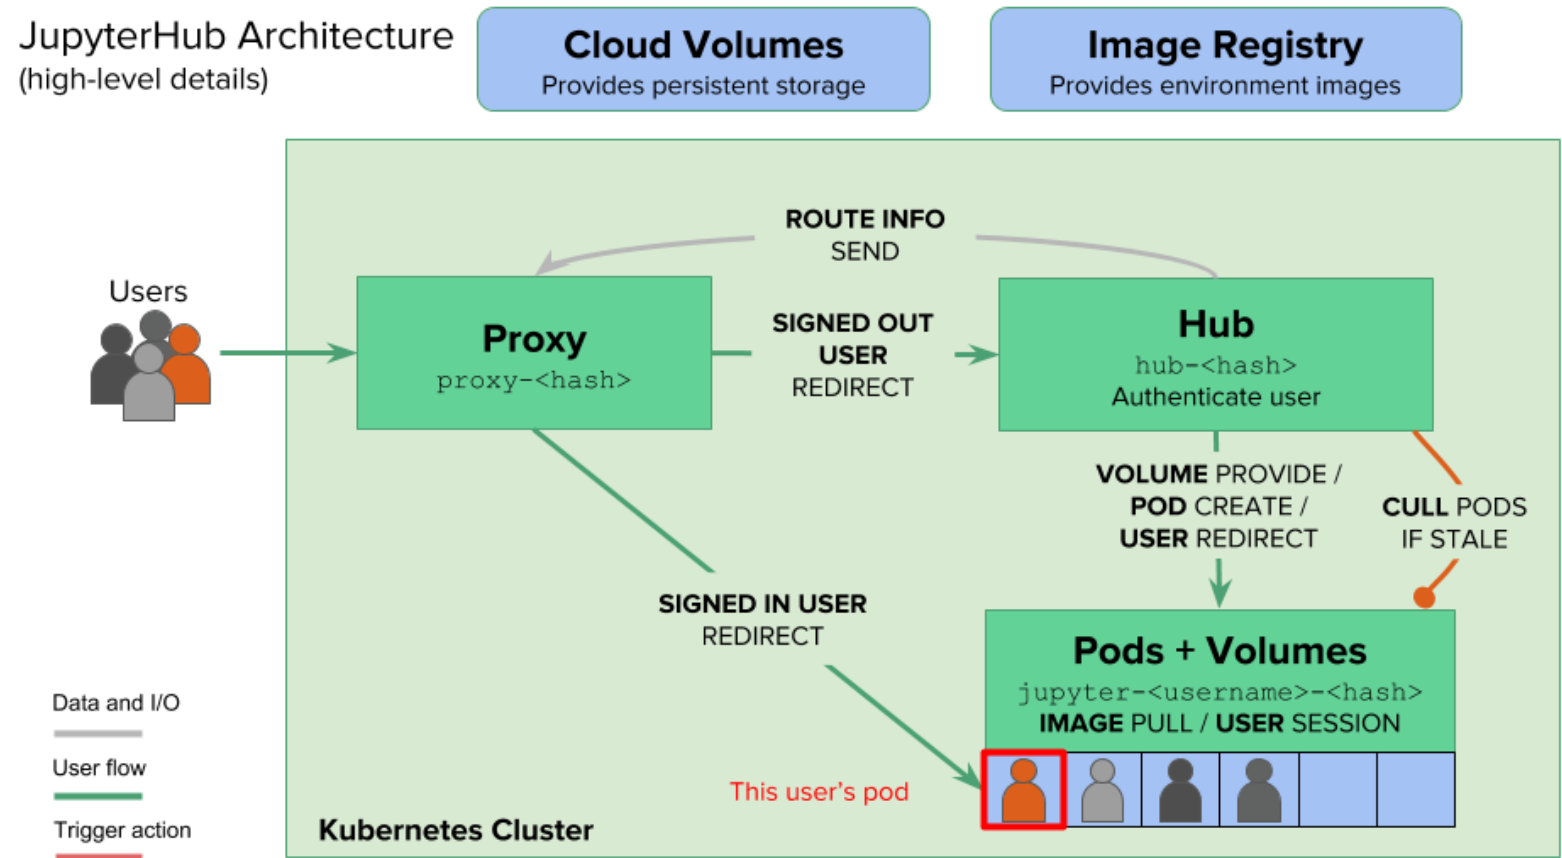 JupyterHub Architecture
(high-level details)
Cloud Volumes
Provides persistent storage
Image Registry
Provides environment images
ROUTE INFO
SEND
Users
Proxy
proxy-<hash>
SIGNED OUT
USER
REDIRECT
Hub
hub-<hash>
Authenticate user
VOLUME PROVIDE /
POD CREATE /
USER REDIRECT
CULL PODS
IF STALE
SIGNED IN USER
REDIRECT
Pods + Volumes
jupyter-<username>-<hash>
IMAGE PULL / USER SESSION
This user's pod
Data and I/O
User flow
Trigger action
Kubernetes Cluster